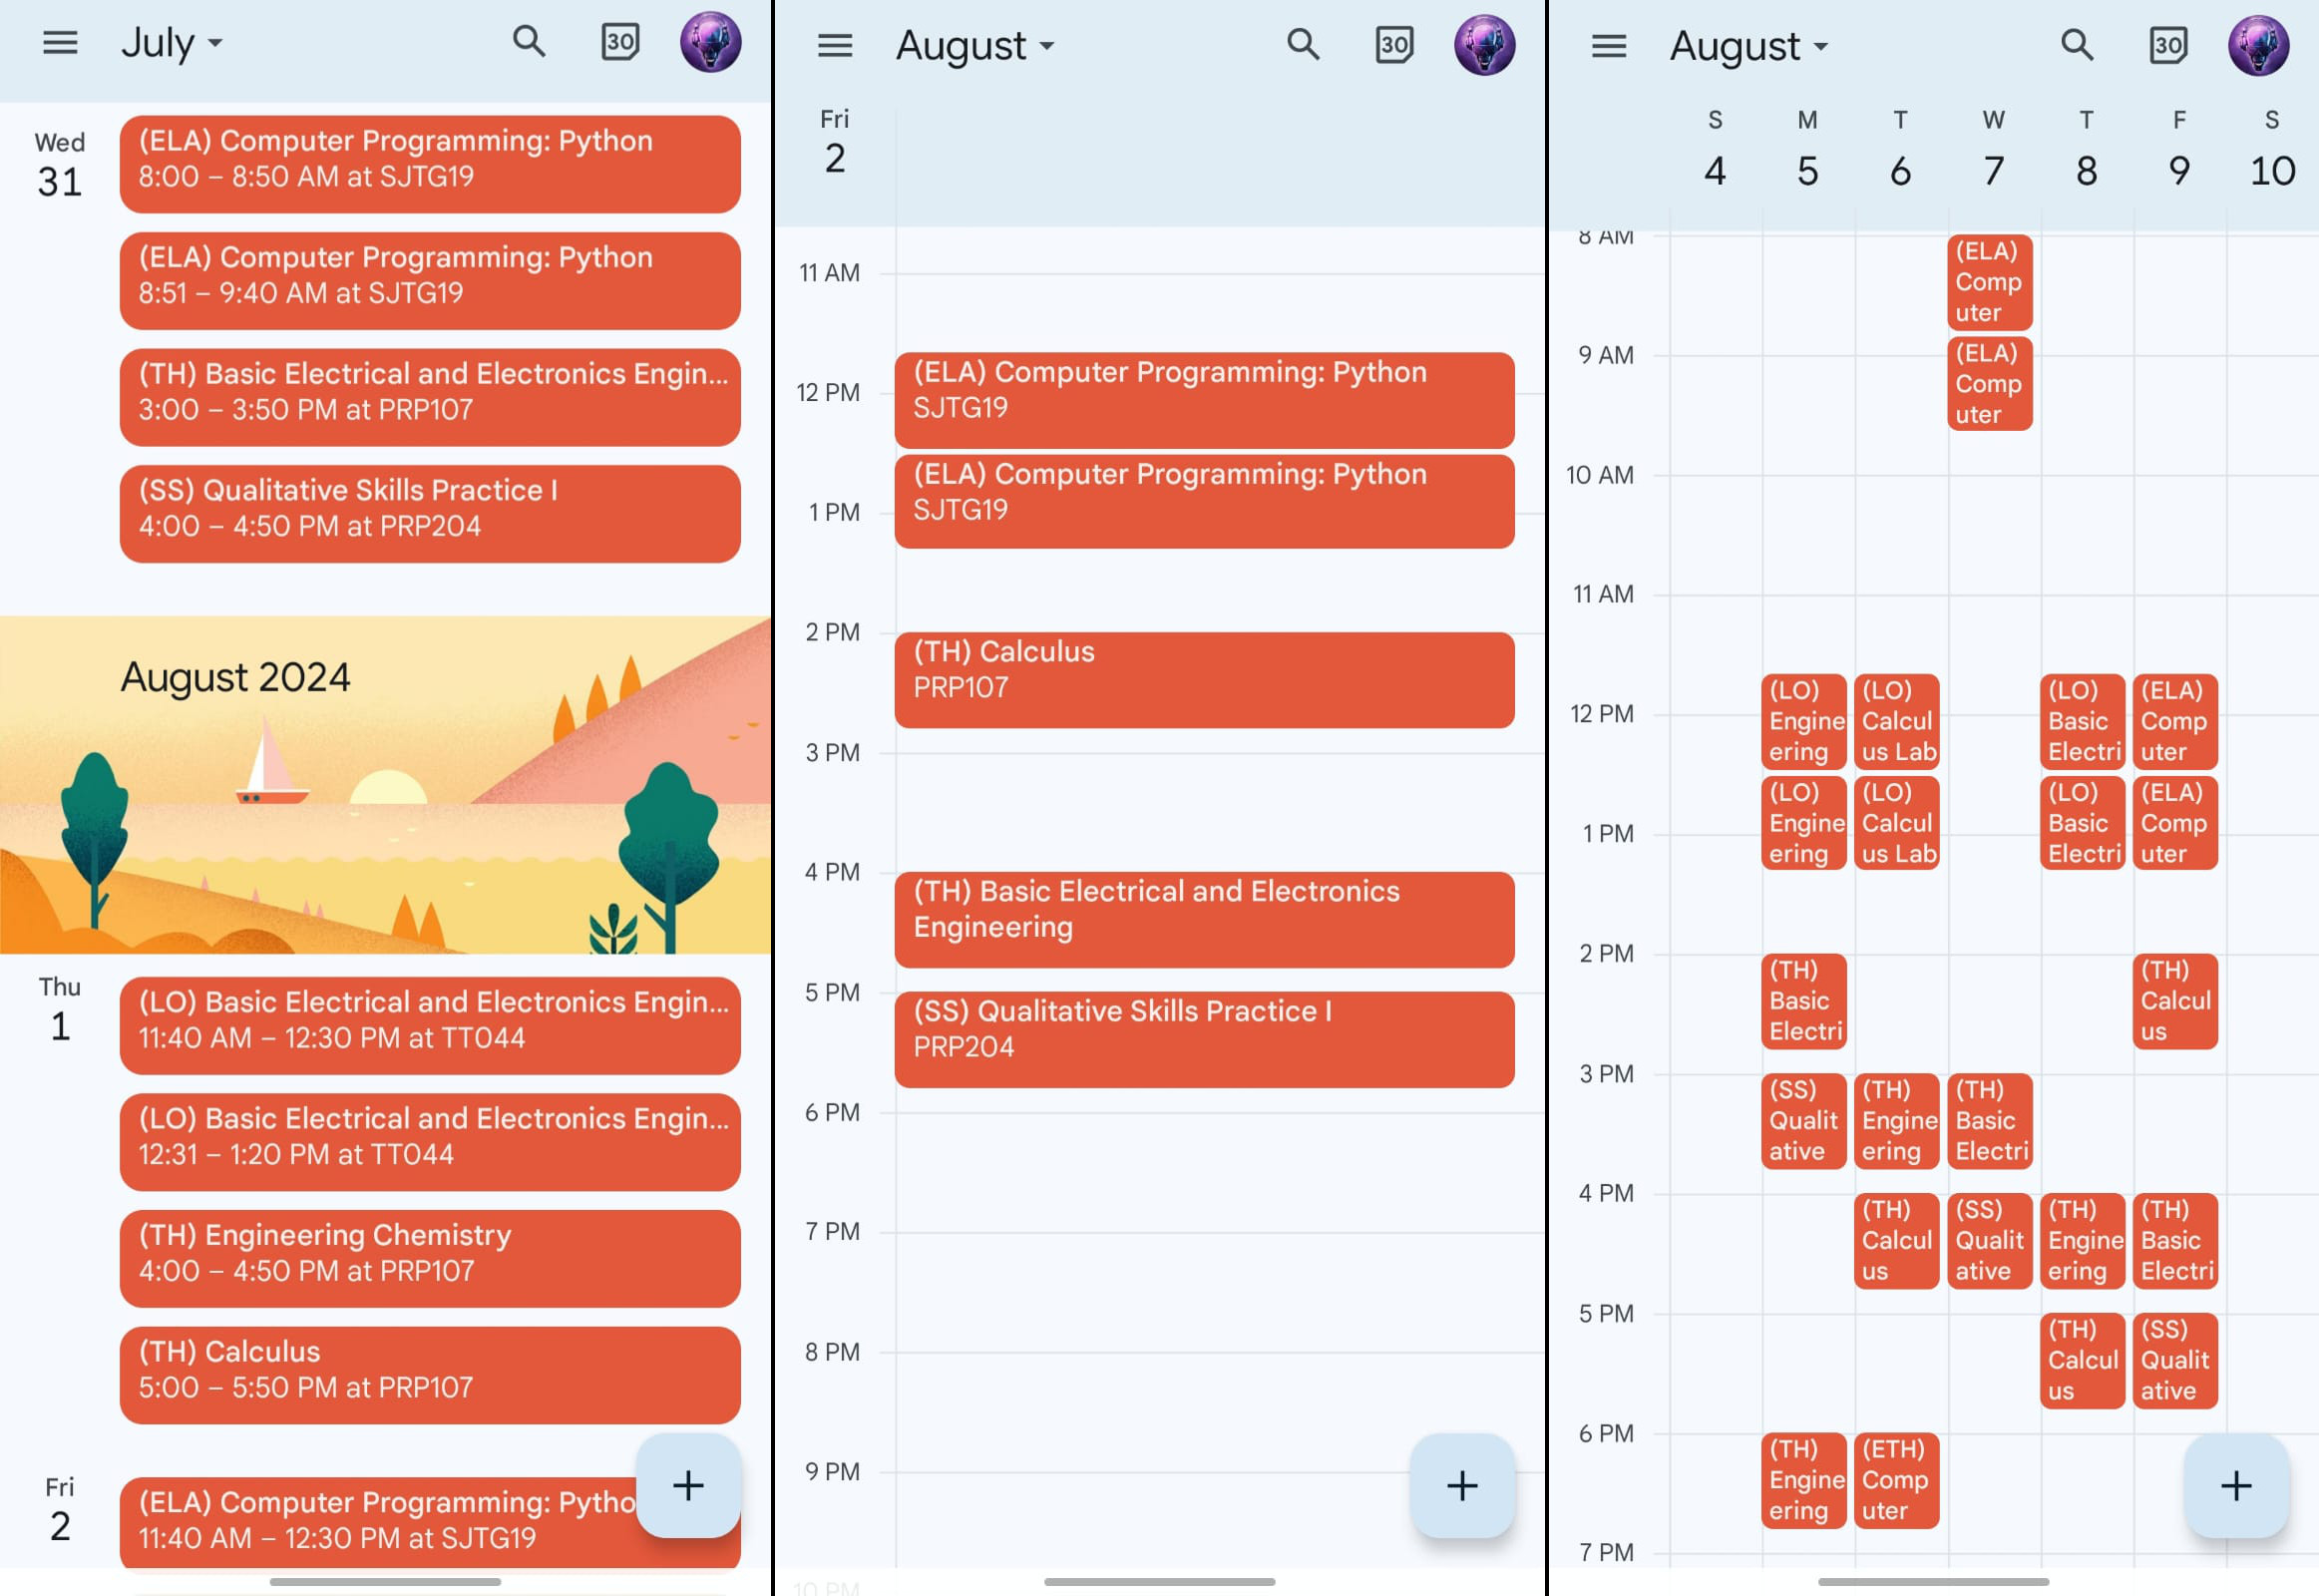 July
30
Wed
31
(ELA) Computer Programming: Python
8:00 – 8:50 AM at SJTG19
(ELA) Computer Programming: Python
8:51 – 9:40 AM at SJTG19
(TH) Basic Electrical and Electronics Engin...
3:00 – 3:50 PM at PRP107
(SS) Qualitative Skills Practice I
4:00 – 4:50 PM at PRP204
August 2024
Thu
1
(LO) Basic Electrical and Electronics Engin...
11:40 AM – 12:30 PM at TT044
(LO) Basic Electrical and Electronics Engin...
12:31 – 1:20 PM at TT044
(TH) Engineering Chemistry
4:00 – 4:50 PM at PRP107
(TH) Calculus
5:00 – 5:50 PM at PRP107
Fri
2
(ELA) Computer Programming: Pytho
11:40 AM – 12:30 PM at SJTG19
August
30
Fri
2
11 AM
(ELA) Computer Programming: Python
SJTG19
12 PM
(ELA) Computer Programming: Python
SJTG19
1 PM
2 PM
(TH) Calculus
PRP107
3 PM
4 PM
(TH) Basic Electrical and Electronics
Engineering
5 PM
(SS) Qualitative Skills Practice I
PRP204
6 PM
7 PM
8 PM
9 PM
10 PM
August
30
S M T W T F S
4 5 6 7 8 9 10
8 AM
(ELA)
Comp
uter
9 AM
(ELA)
Comp
uter
10 AM
11 AM
12 PM
(LO)
Engine
ering
(LO)
Calcul
us Lab
(LO)
Basic
Electri
(ELA)
Comp
uter
1 PM
(LO)
Engine
ering
(LO)
Calcul
us Lab
(LO)
Basic
Electri
(ELA)
Comp
uter
2 PM
(TH)
Basic
Electri
(TH)
Calcul
us
3 PM
(SS)
Qualit
ative
(TH)
Engine
ering
(TH)
Basic
Electri
4 PM
(TH)
Calcul
us
(SS)
Qualit
ative
(TH)
Engine
ering
(TH)
Basic
Electri
5 PM
(TH)
Calcul
us
(SS)
Qualit
ative
6 PM
(TH)
Engine
ering
(ETH)
Comp
uter
7 PM